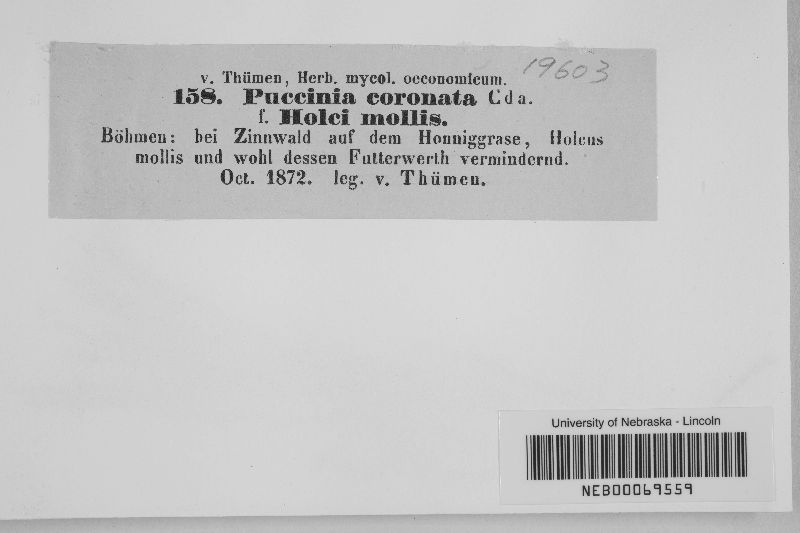 v. Thümen, Herb. mycol. oeconomicum. 19603
158. Puccinia coronata Cda.
f. Holci mollis.
Böhmen: bei Zinnwald auf dem Honniggrase, Holcus
mollis und wohl dessen Futterwerth vermindernd.
Oct. 1872. leg. v. Thümen.
University of Nebraska - Lincoln
NEB00069559